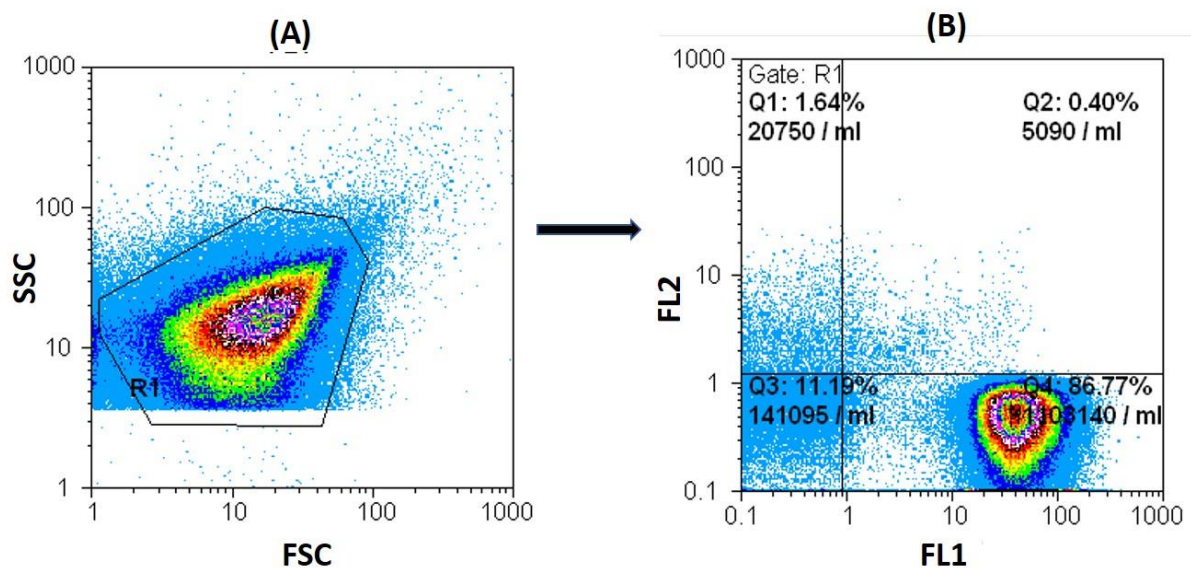 (A)
1000
100
10
1
SSC
R1
1
10
100
1000
FSC
(B)
1000
100
10
1
0.1
FL2
Gate: R1
Q1: 1.64%
20750 / ml
Q2: 0.40%
5090 / ml
Q3: 11.19%
141095 / ml
Q4: 86.77%
1103140 / ml
0.1
1
10
100
1000
FL1